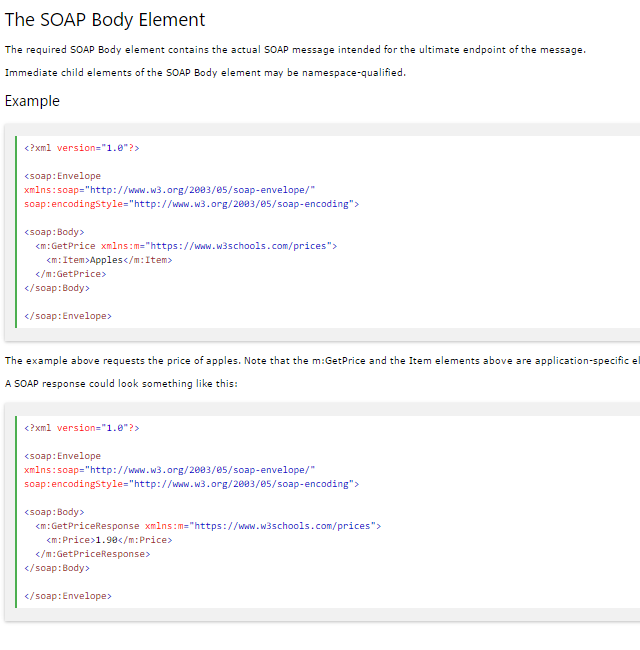 The SOAP Body Element
The required SOAP Body element contains the actual SOAP message intended for the ultimate endpoint of the message.
Immediate child elements of the SOAP Body element may be namespace-qualified.
Example
<?xml version="1.0"?>
<soap:Envelope
xmlns:soap="http://www.w3.org/2003/05/soap-envelope/"
soap:encodingStyle="http://www.w3.org/2003/05/soap-encoding">
<soap:Body>
<m:GetPrice xmlns:m="https://www.w3schools.com/prices">
<m:Item>Apples</m:Item>
</m:GetPrice>
</soap:Body>
</soap:Envelope>
The example above requests the price of apples. Note that the m:GetPrice and the Item elements above are application-specific
A SOAP response could look something like this:
<?xml version="1.0"?>
<soap:Envelope
xmlns:soap="http://www.w3.org/2003/05/soap-envelope/"
soap:encodingStyle="http://www.w3.org/2003/05/soap-encoding">
<soap:Body>
<m:GetPriceResponse xmlns:m="https://www.w3schools.com/prices">
<m:Price>1.90</m:Price>
</m:GetPriceResponse>
</soap:Body>
</soap:Envelope>